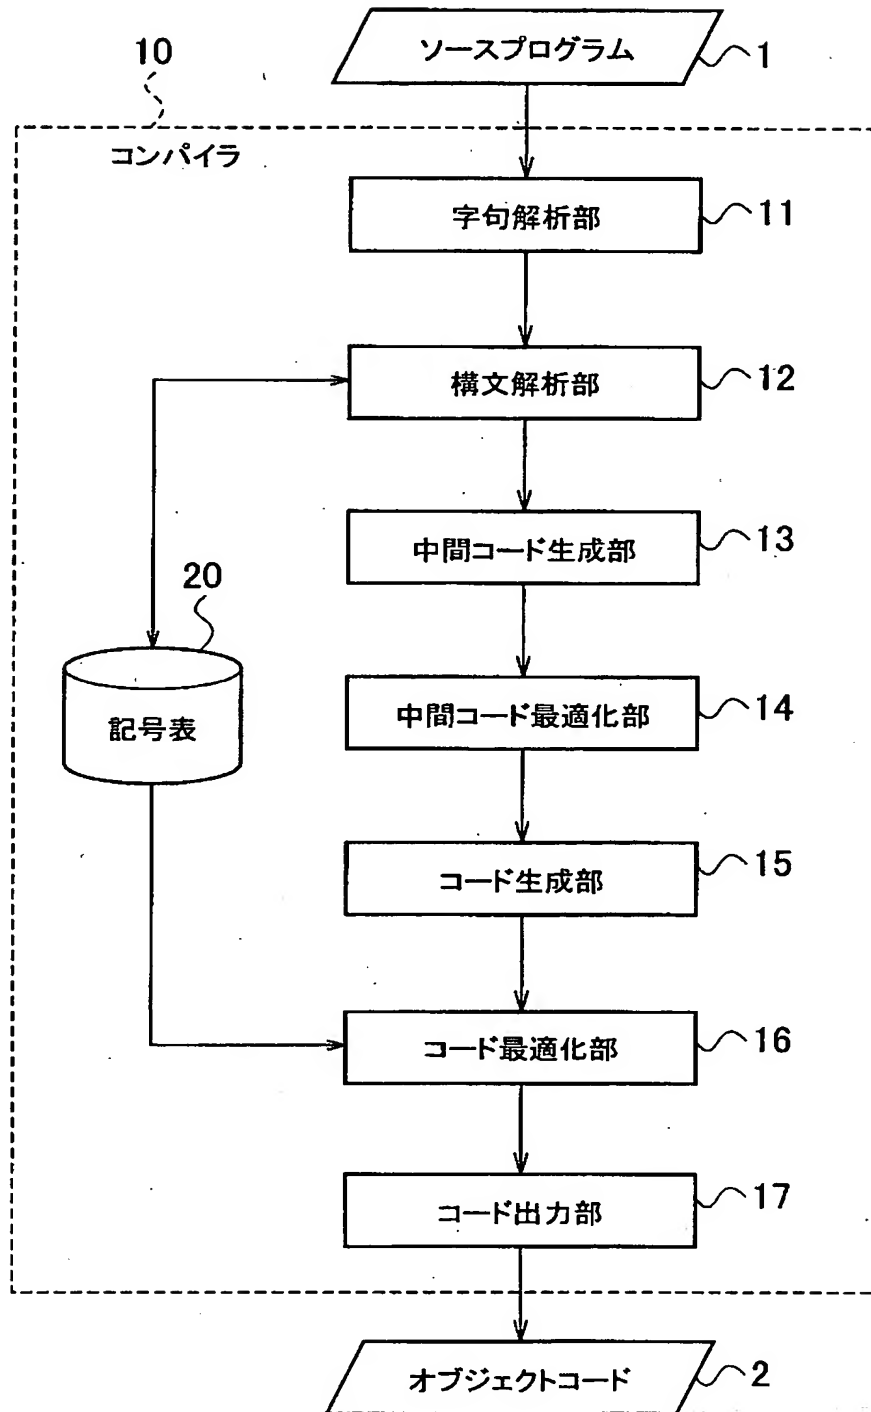 ソースプログラム
1
10
コンパイラ
字句解析部
11
構文解析部
12
中間コード生成部
13
20
記号表
中間コード最適化部
14
コード生成部
15
コード最適化部
16
コード出力部
17
オブジェクトコード
2